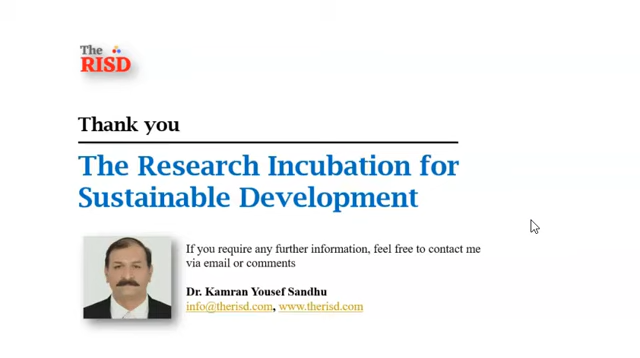 The
RISD
Thank you
The Research Incubation for
Sustainable Development
If you require any further information, feel free to contact me
via email or comments
Dr. Kamran Yousef Sandhu
info@therisd.com, www.therisd.com